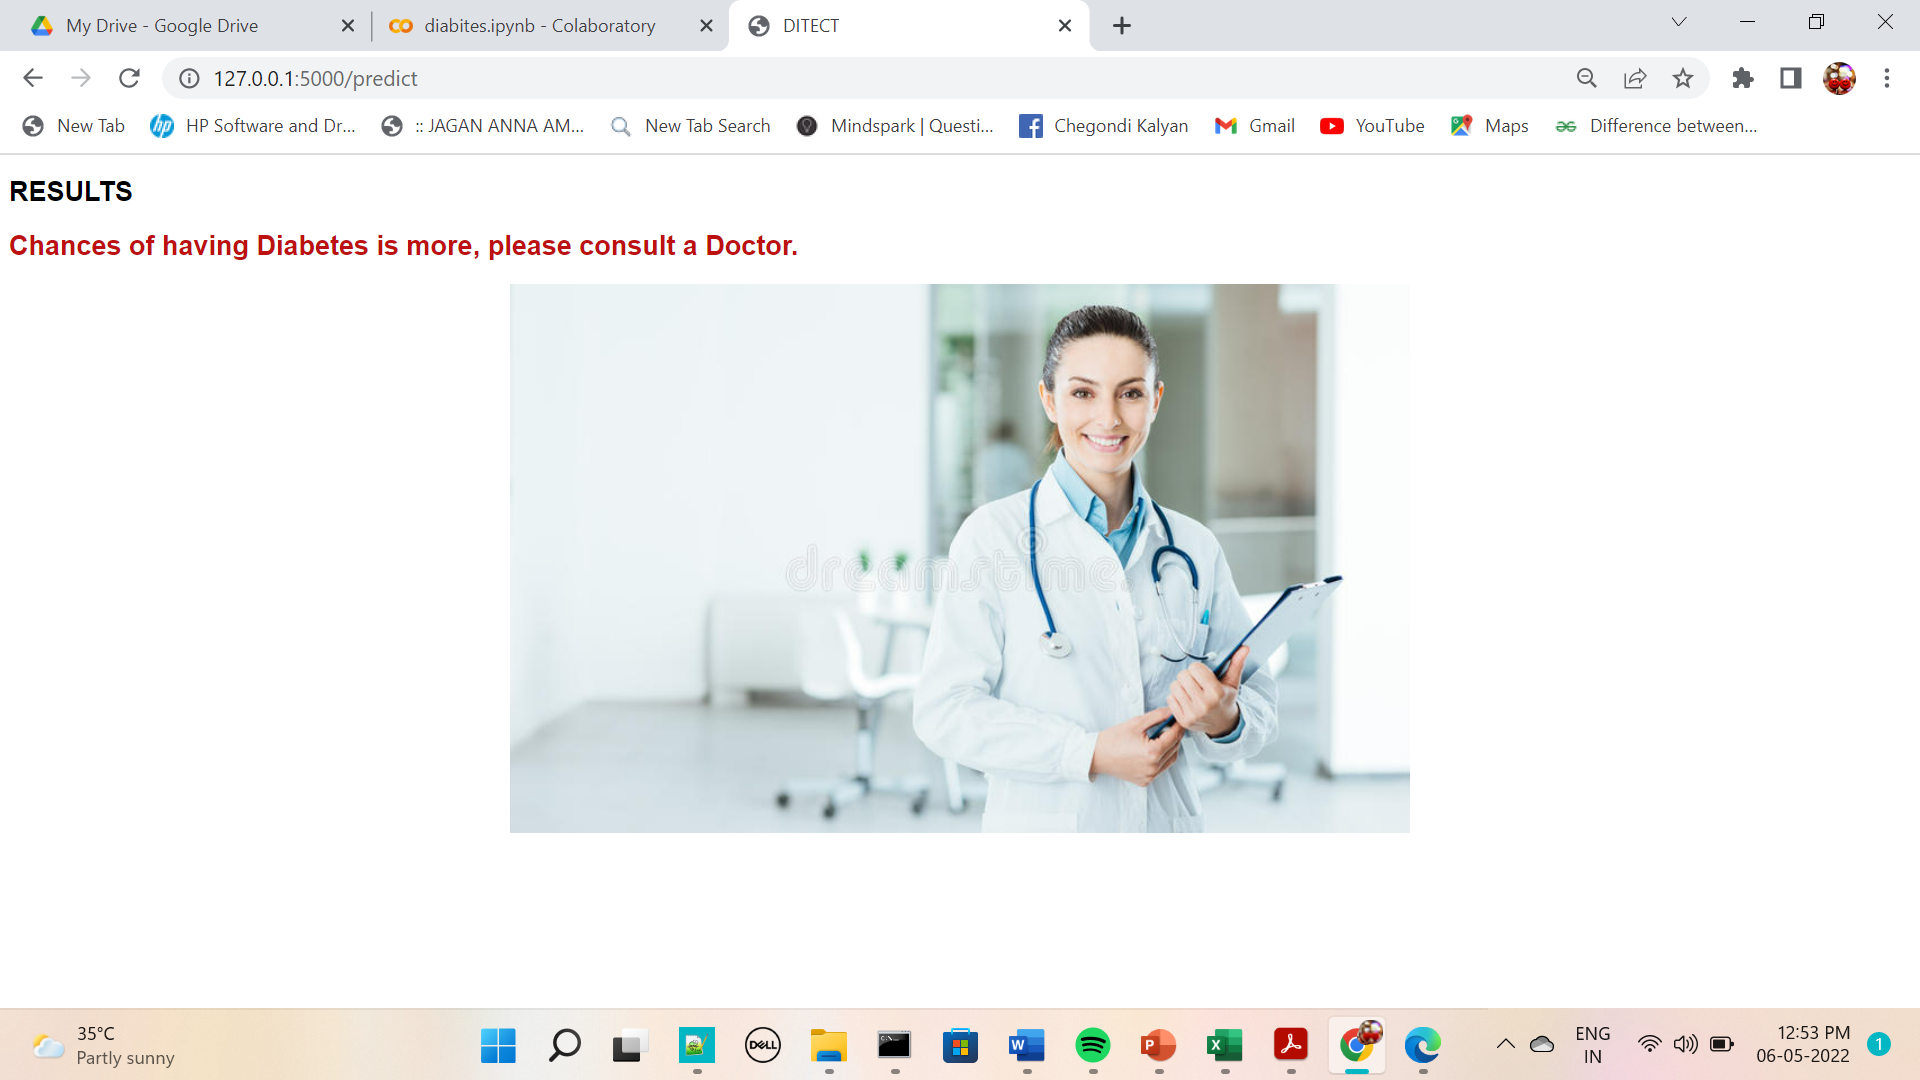 My Drive - Google Drive
diabites.ipynb - Colaboratory
DITECT
127.0.0.1:5000/predict
New Tab
HP Software and Dr...
:: JAGAN ANNA AM...
New Tab Search
Mindspark | Questi...
Chegondi Kalyan
Gmail
YouTube
Maps
Difference between...
RESULTS
Chances of having Diabetes is more, please consult a Doctor.
dreamstime
35°C
Partly sunny
DELL
ENG
IN
12:53 PM
06-05-2022
1